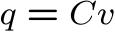 q = Cv